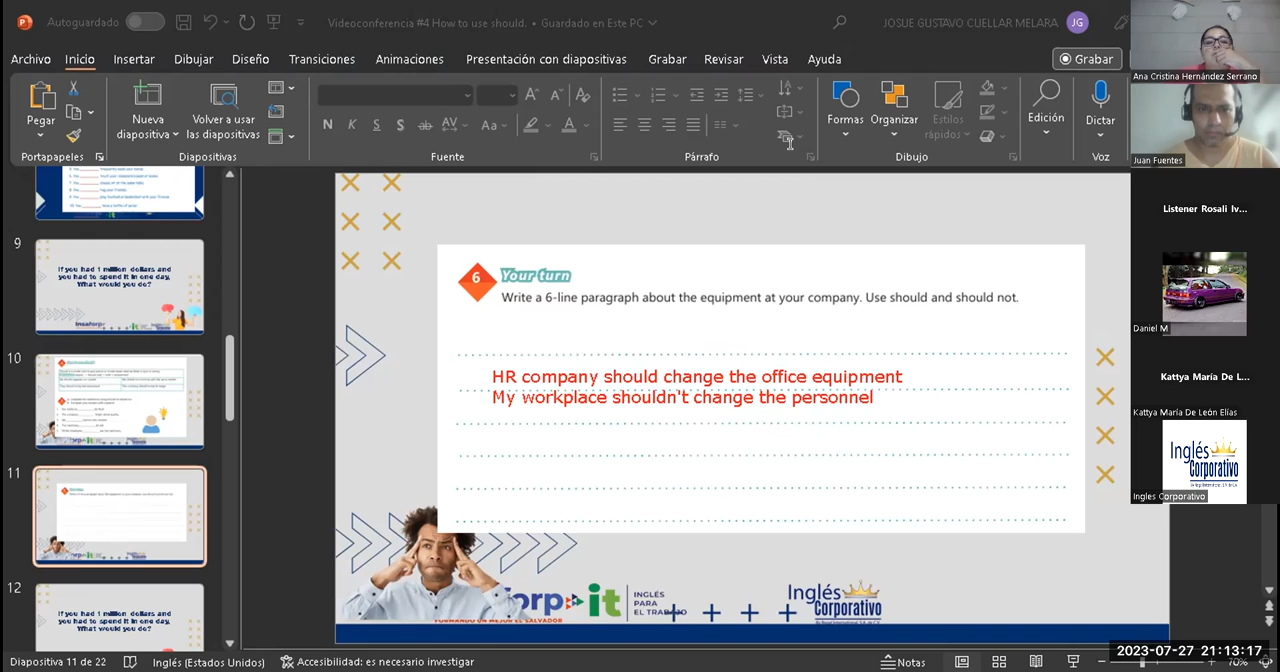 Autoguardado
Videoconferencia #4 How to use should. • Guardado en Este PC
JOSUE GUSTAVO CUELLAR MELARA
JG
Archivo Inicio Insertar Dibujar Diseño Transiciones Animaciones Presentación con diapositivas Grabar Revisar Vista Ayuda
Grabar
Pegar
Nueva diapositiva
Volver a usar las diapositivas
N K S S ab AV Aa A
Formas
Organizar
Estilos rápidos
Edición
Dictar
Portapapeles
Diapositivas
Fuente
Párrafo
Dibujo
Voz
Ana Cristina Hernández Serrano
Juan Fuentes
Listener Rosali Iv...
Daniel M
Kattya María De L...
Kattya María De León Elías
Inglés
Corporativo
Ingles Corporativo
9
If you had 1 million dollars and
you had to spend it in one day,
What would you do?
10
11
12
If you had 1 million dollars and
you had to spend it in one day,
What would you do?
6
Your turn
Write a 6-line paragraph about the equipment at your company. Use should and should not.
HR company should change the office equipment
My workplace shouldn't change the personnel
orp it
INGLÉS
PARA
EL TRABAJO
Inglés
Corporativo
Diapositiva 11 de 22
Inglés (Estados Unidos)
Accesibilidad: es necesario investigar
Notas
2023-07-27 21:13:17
70%